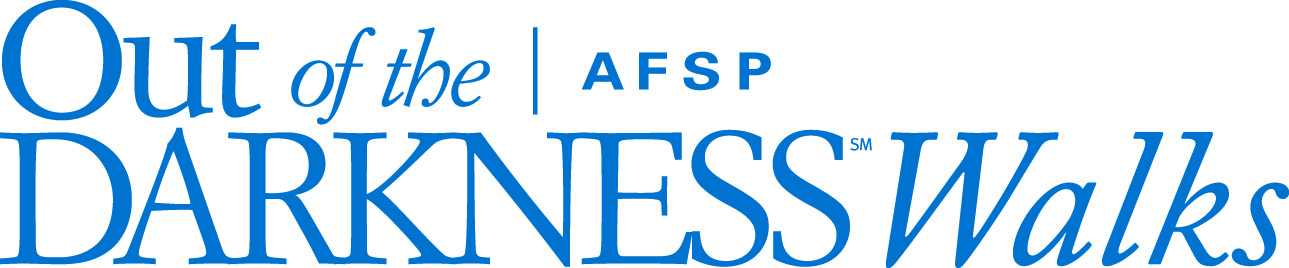 Out of the | AFSP
DARKNESS℠ Walks